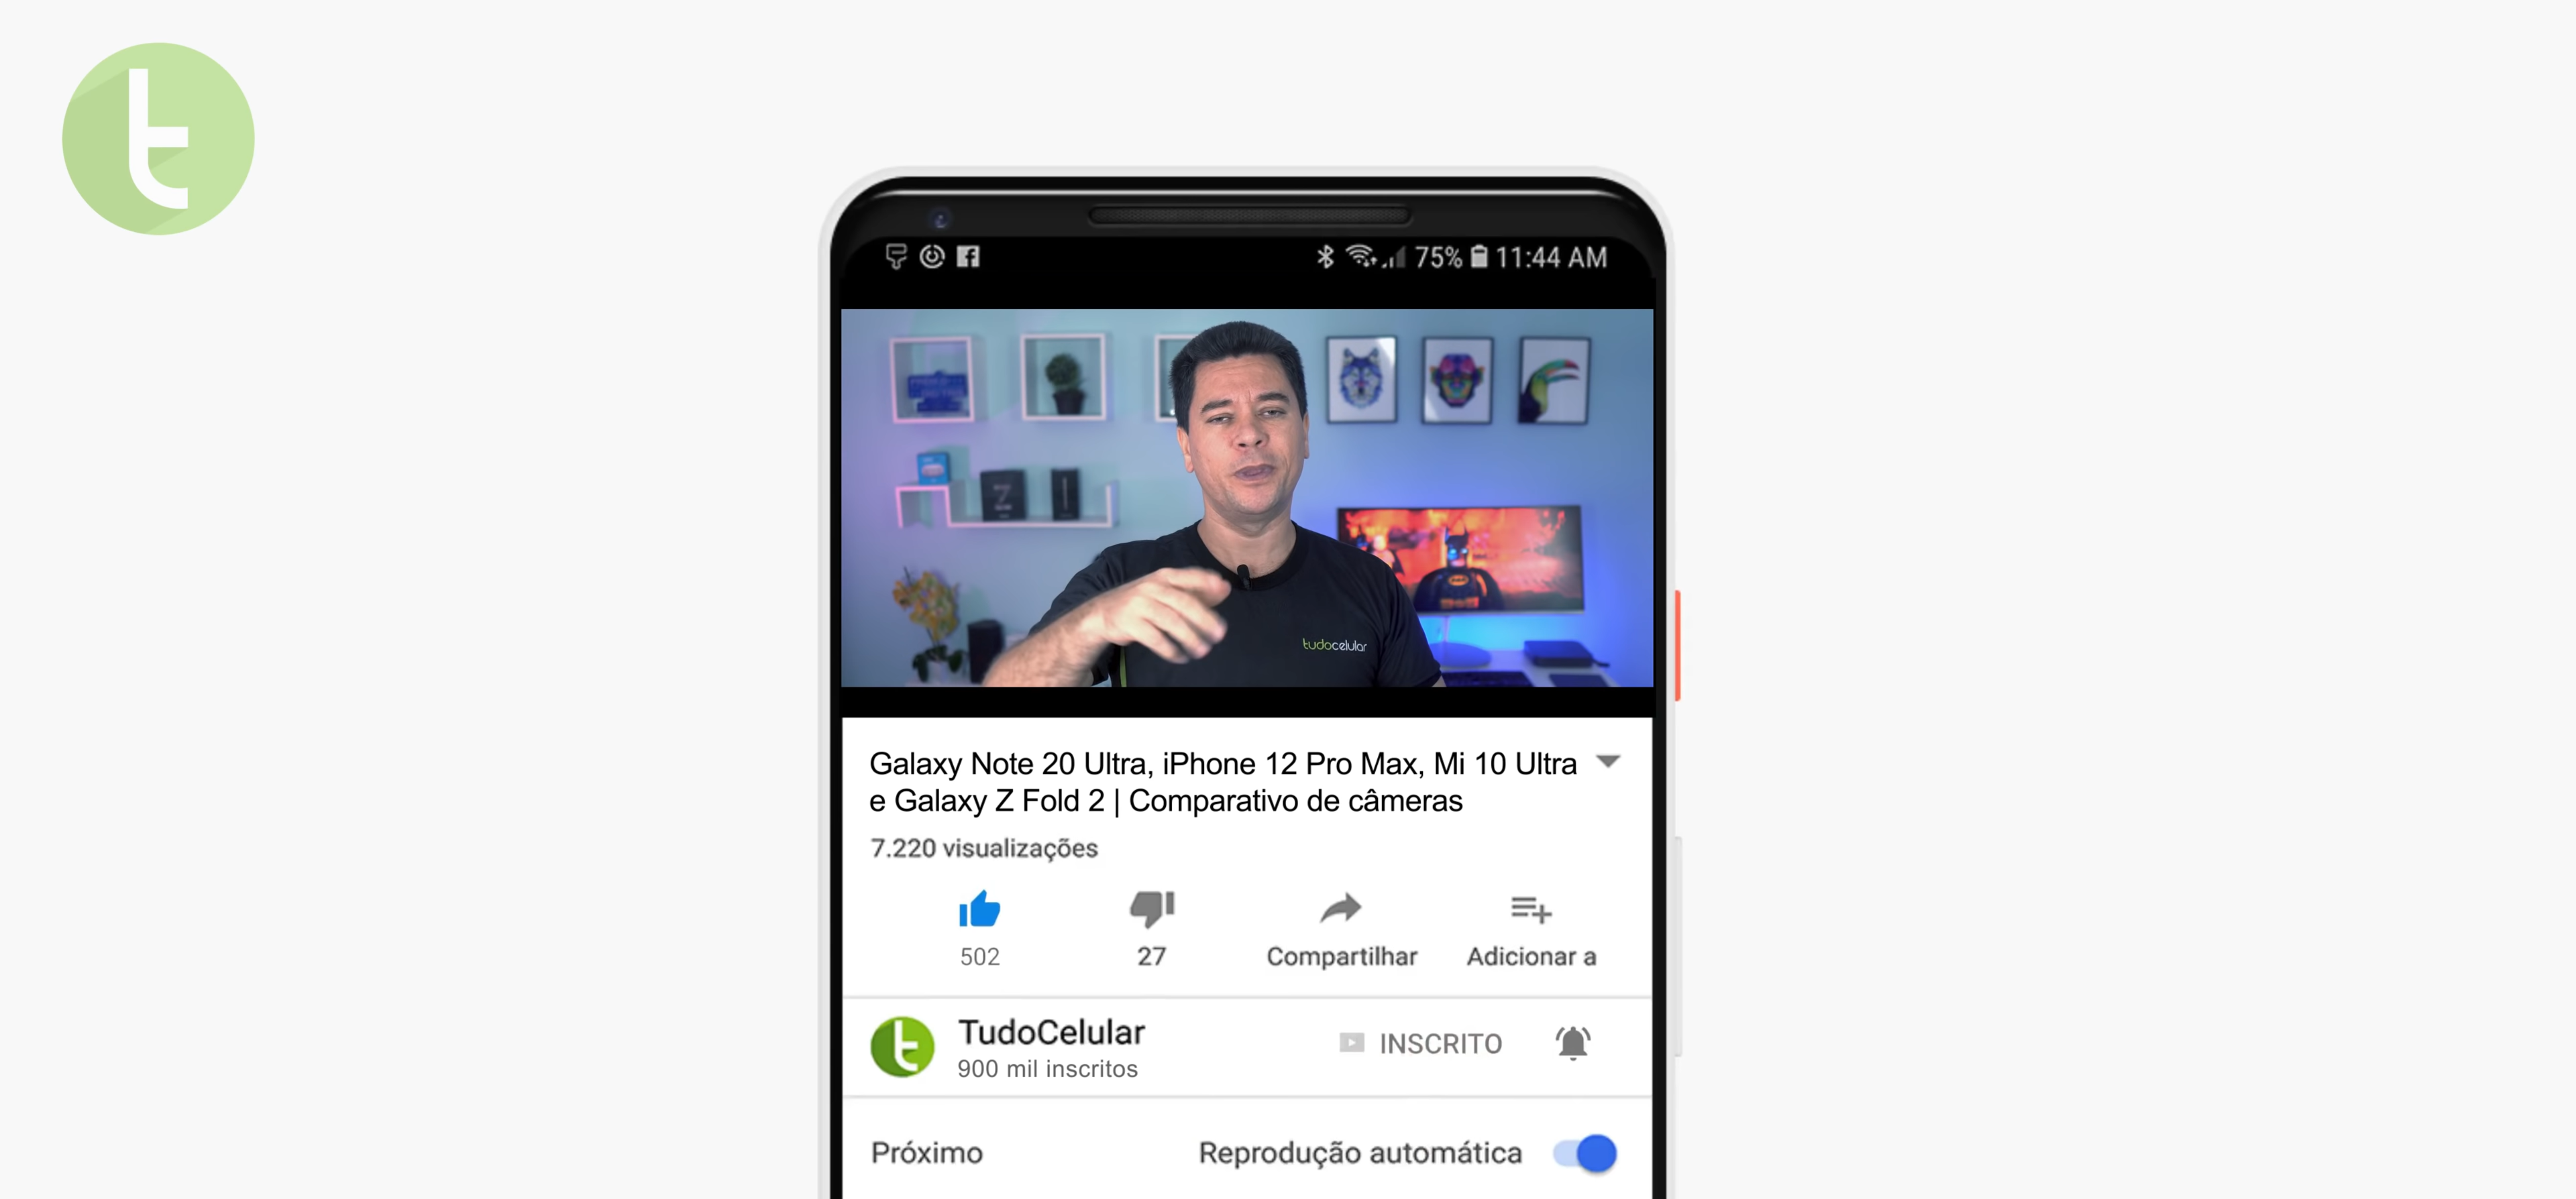 t
75% 11:44 AM
Z
tudocelular
Galaxy Note 20 Ultra, iPhone 12 Pro Max, Mi 10 Ultra
e Galaxy Z Fold 2 | Comparativo de câmeras
7.220 visualizações
502
27
Compartilhar
Adicionar a
t
TudoCelular
INSCRITO
900 mil inscritos
Próximo
Reprodução automática